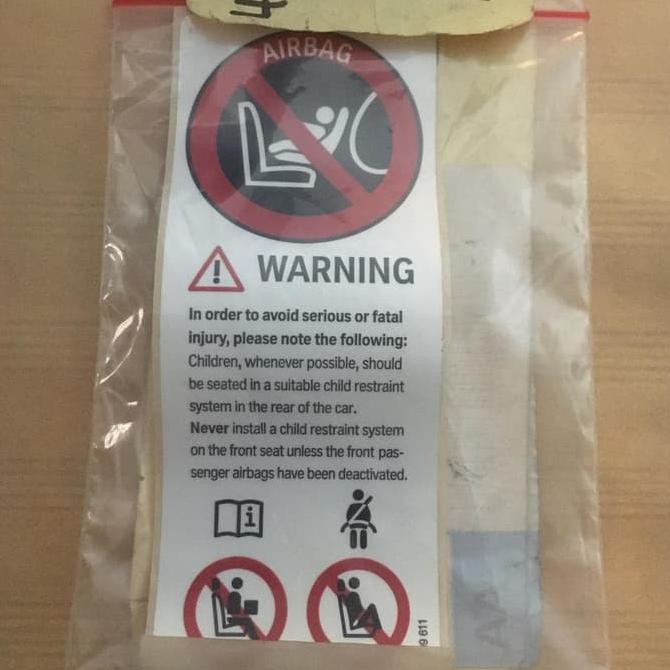 AIRBAG
WARNING
In order to avoid serious or fatal
injury, please note the following:
Children, whenever possible, should
be seated in a suitable child restraint
system in the rear of the car.
Never install a child restraint system
on the front seat unless the front pas-
senger airbags have been deactivated.
9 611